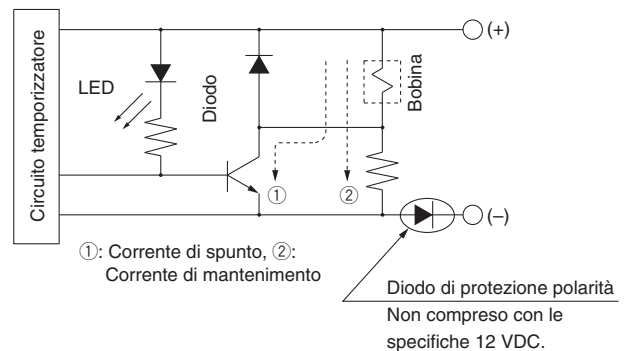 Circuito temporizzatore
LED
Diodo
Bobina
(+)
①
②
(–)
①: Corrente di spunto, ②:
Corrente di mantenimento
Diodo di protezione polarità
Non compreso con le
specifiche 12 VDC.